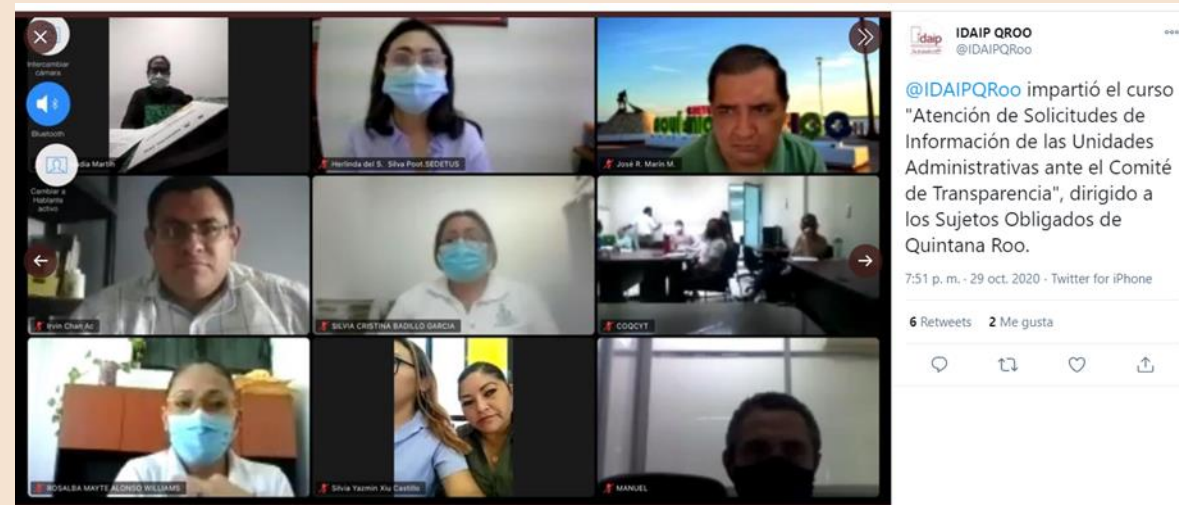 Intercambiar
cámara
Bluetooth
Cambiar a
Hablante
activo
dia Martin
Herlinda del S. Silva Poot.SEDETUS
José R. Marín M.
Irvin Chan Ac
SILVIA CRISTINA BADILLO GARCIA
COQCYT
ROSALBA MAYTE ALONSO WILLIAMS
Silvia Yazmin Xiu Castillo
MANUEL
idaip
IDAIP QROO
@IDAIPQRoo
@IDAIPQRoo impartió el curso
"Atención de Solicitudes de
Información de las Unidades
Administrativas ante el Comité
de Transparencia", dirigido a
los Sujetos Obligados de
Quintana Roo.
7:51 p. m. · 29 oct. 2020 · Twitter for iPhone
6 Retweets 2 Me gusta